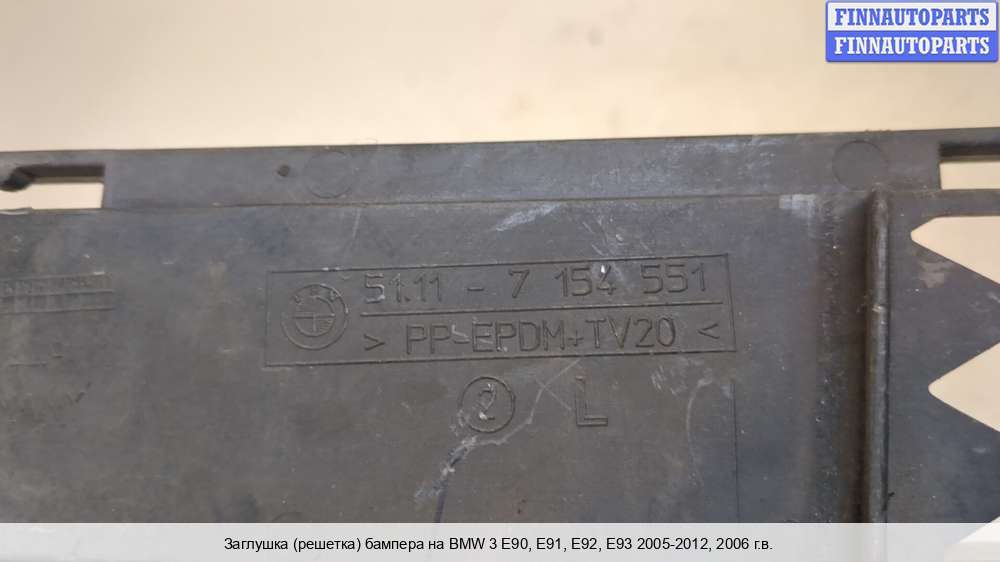 FINNAUTOPARTS
FINNAUTOPARTS
51.11 - 7 154 551
> PP-EPDM+TV20 <
2 L
Заглушка (решетка) бампера на BMW 3 E90, E91, E92, E93 2005-2012, 2006 г.в.